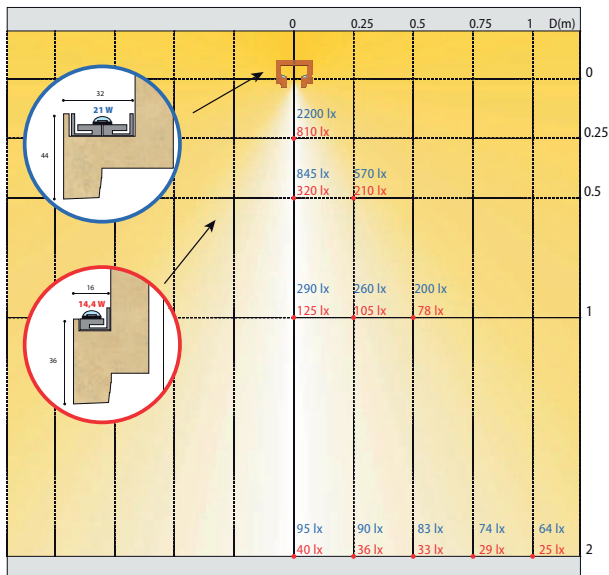 0 0.25 0.5 0.75 1 D(m)
0
32
21 W
44
2200 lx
810 lx
0.25
845 lx 570 lx
320 lx 210 lx
0.5
16
14,4 W
36
290 lx 260 lx 200 lx
125 lx 105 lx 78 lx
1
95 lx 90 lx 83 lx 74 lx 64 lx
40 lx 36 lx 33 lx 29 lx 25 lx
2